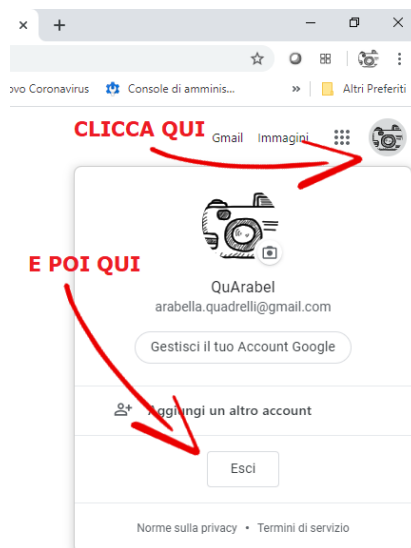 ovo Coronavirus Console di amminis... » Altri Preferiti
CLICCA QUI Gmail Immagini
E POI QUI
QuArabel
arabella.quadrelli@gmail.com
Gestisci il tuo Account Google
Aggiungi un altro account
Esci
Norme sulla privacy • Termini di servizio